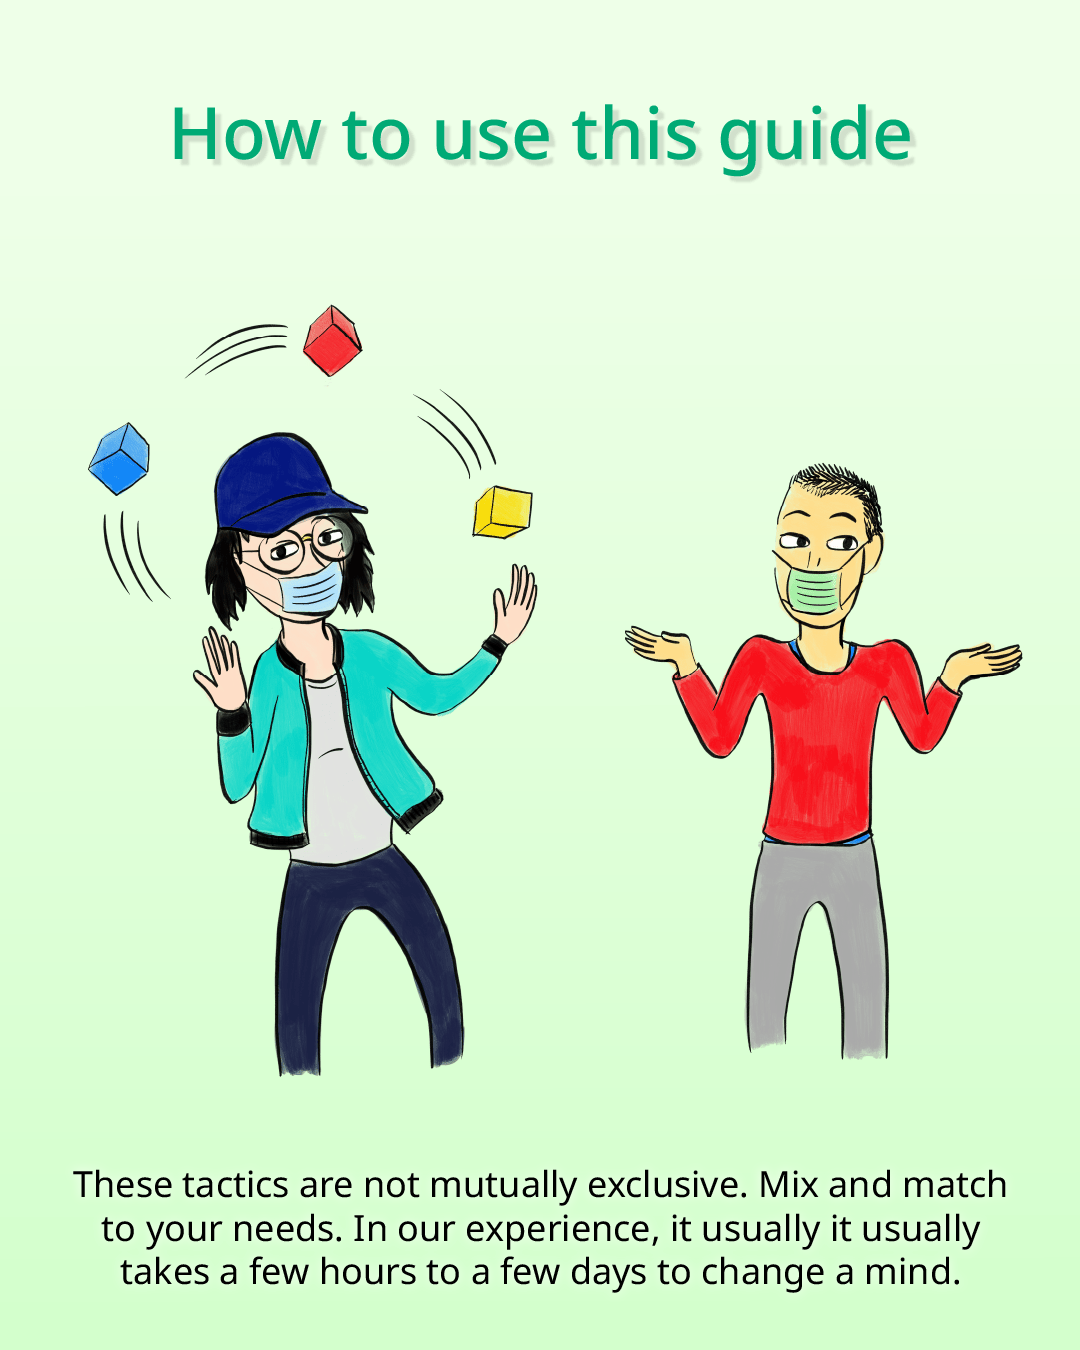 How to use this guide
These tactics are not mutually exclusive. Mix and match
to your needs. In our experience, it usually it usually
takes a few hours to a few days to change a mind.